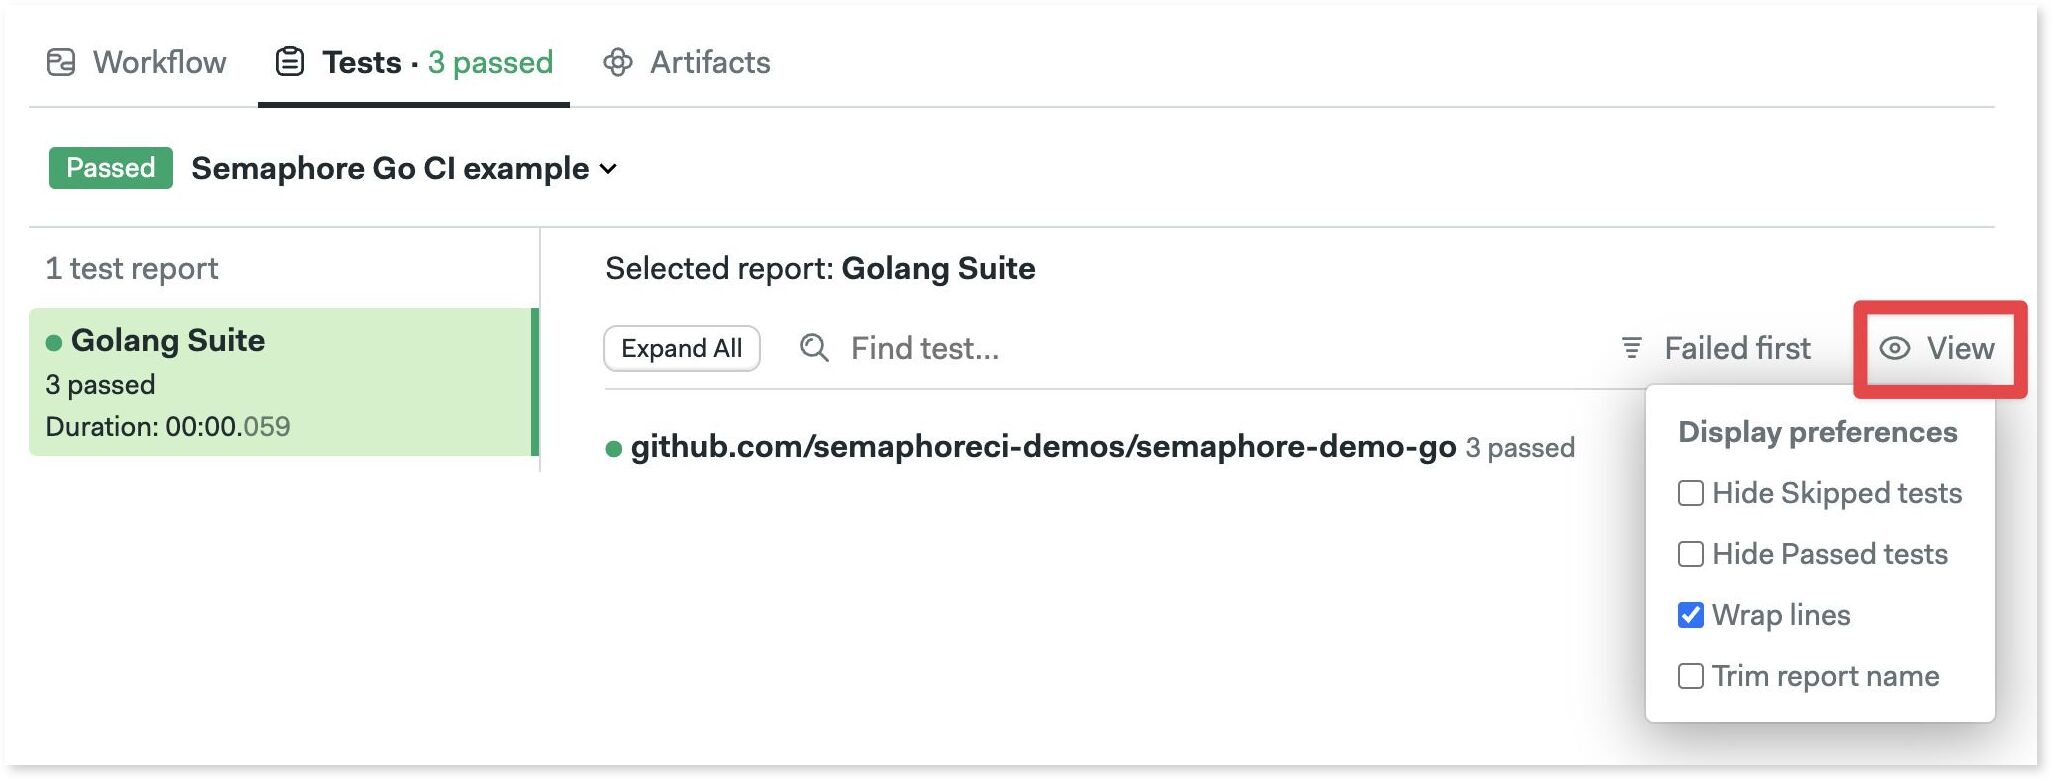 Workflow
Tests · 3 passed
Artifacts
Passed
Semaphore Go CI example
1 test report
Golang Suite
3 passed
Duration: 00:00.059
Selected report: Golang Suite
Expand All
Find test...
Failed first
View
github.com/semaphoreci-demos/semaphore-demo-go 3 passed
Display preferences
Hide Skipped tests
Hide Passed tests
Wrap lines
Trim report name